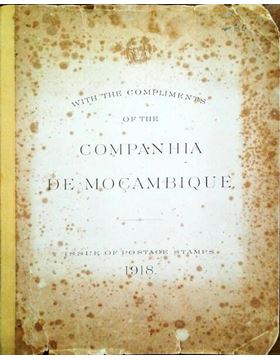 WITH THE COMPLIMENTS
OF THE
COMPANHIA
DE MOÇAMBIQUE
ISSUE OF POSTAGE STAMPS
1918.